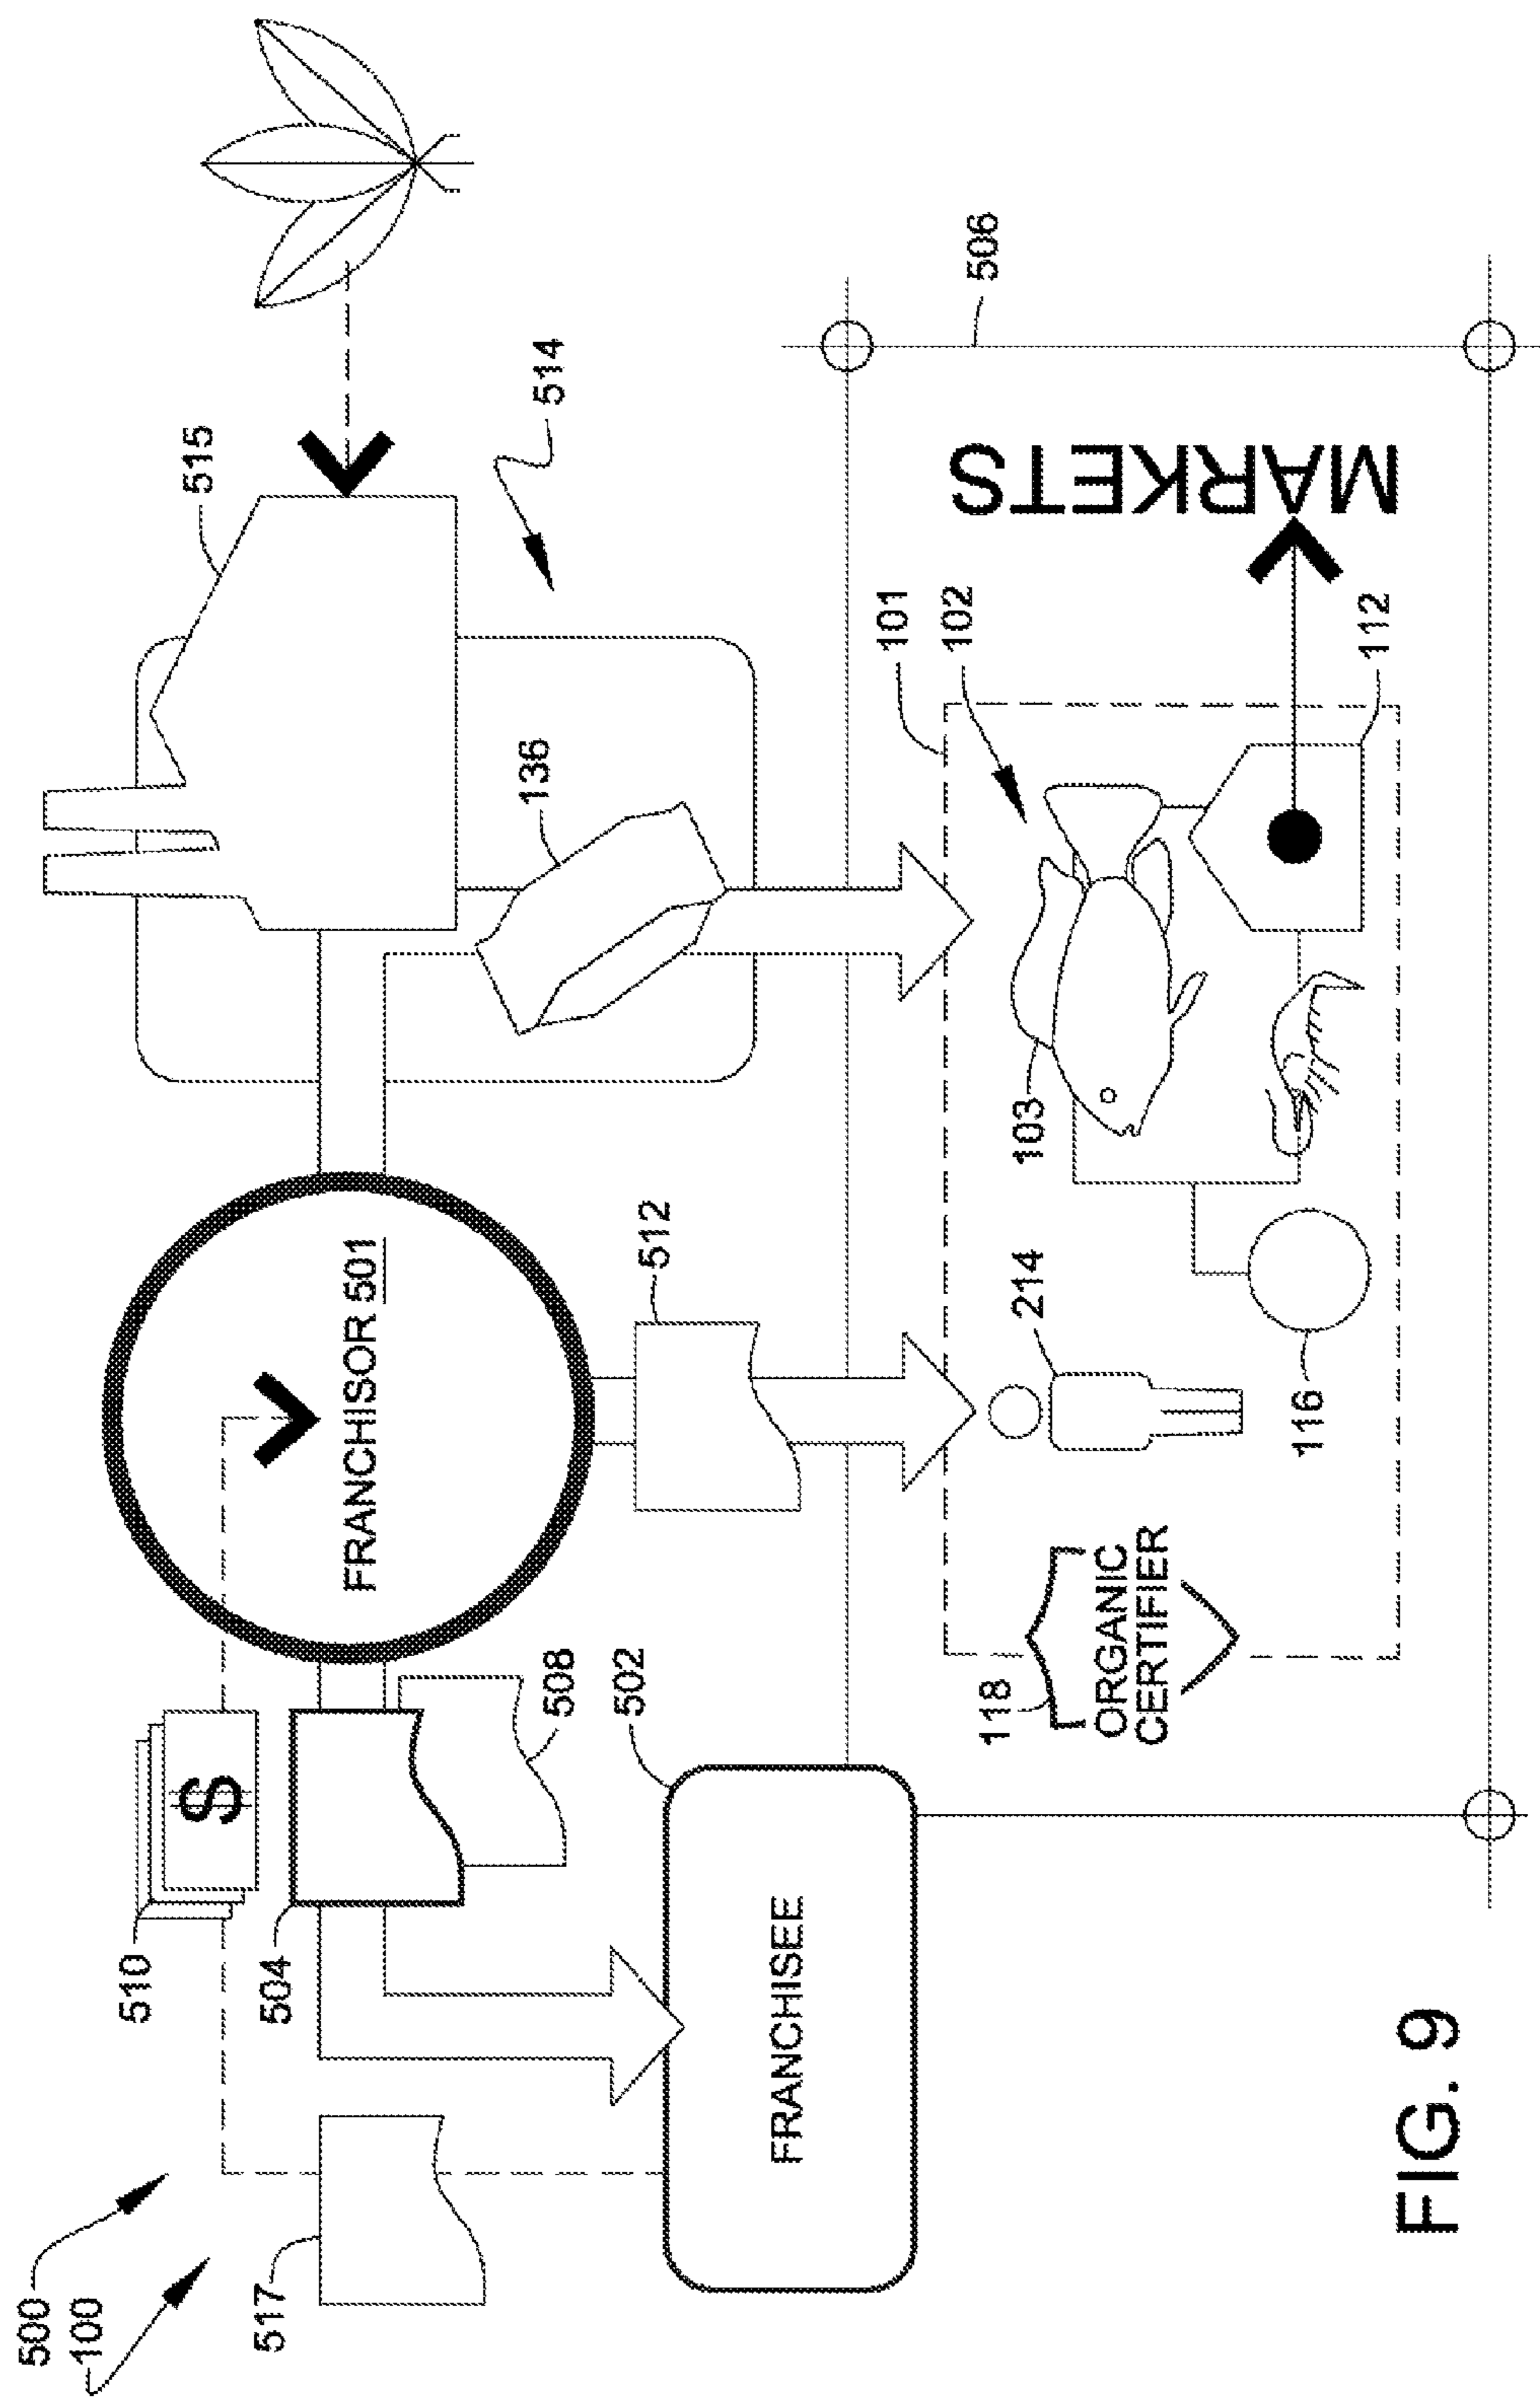 500
100
510
S
504
517
508
502
FRANCHISEE
FRANCHISOR 501
512
515
514
136
506
101
102
103
112
MARKETS
214
116
118
ORGANIC
CERTIFIER
FIG. 9